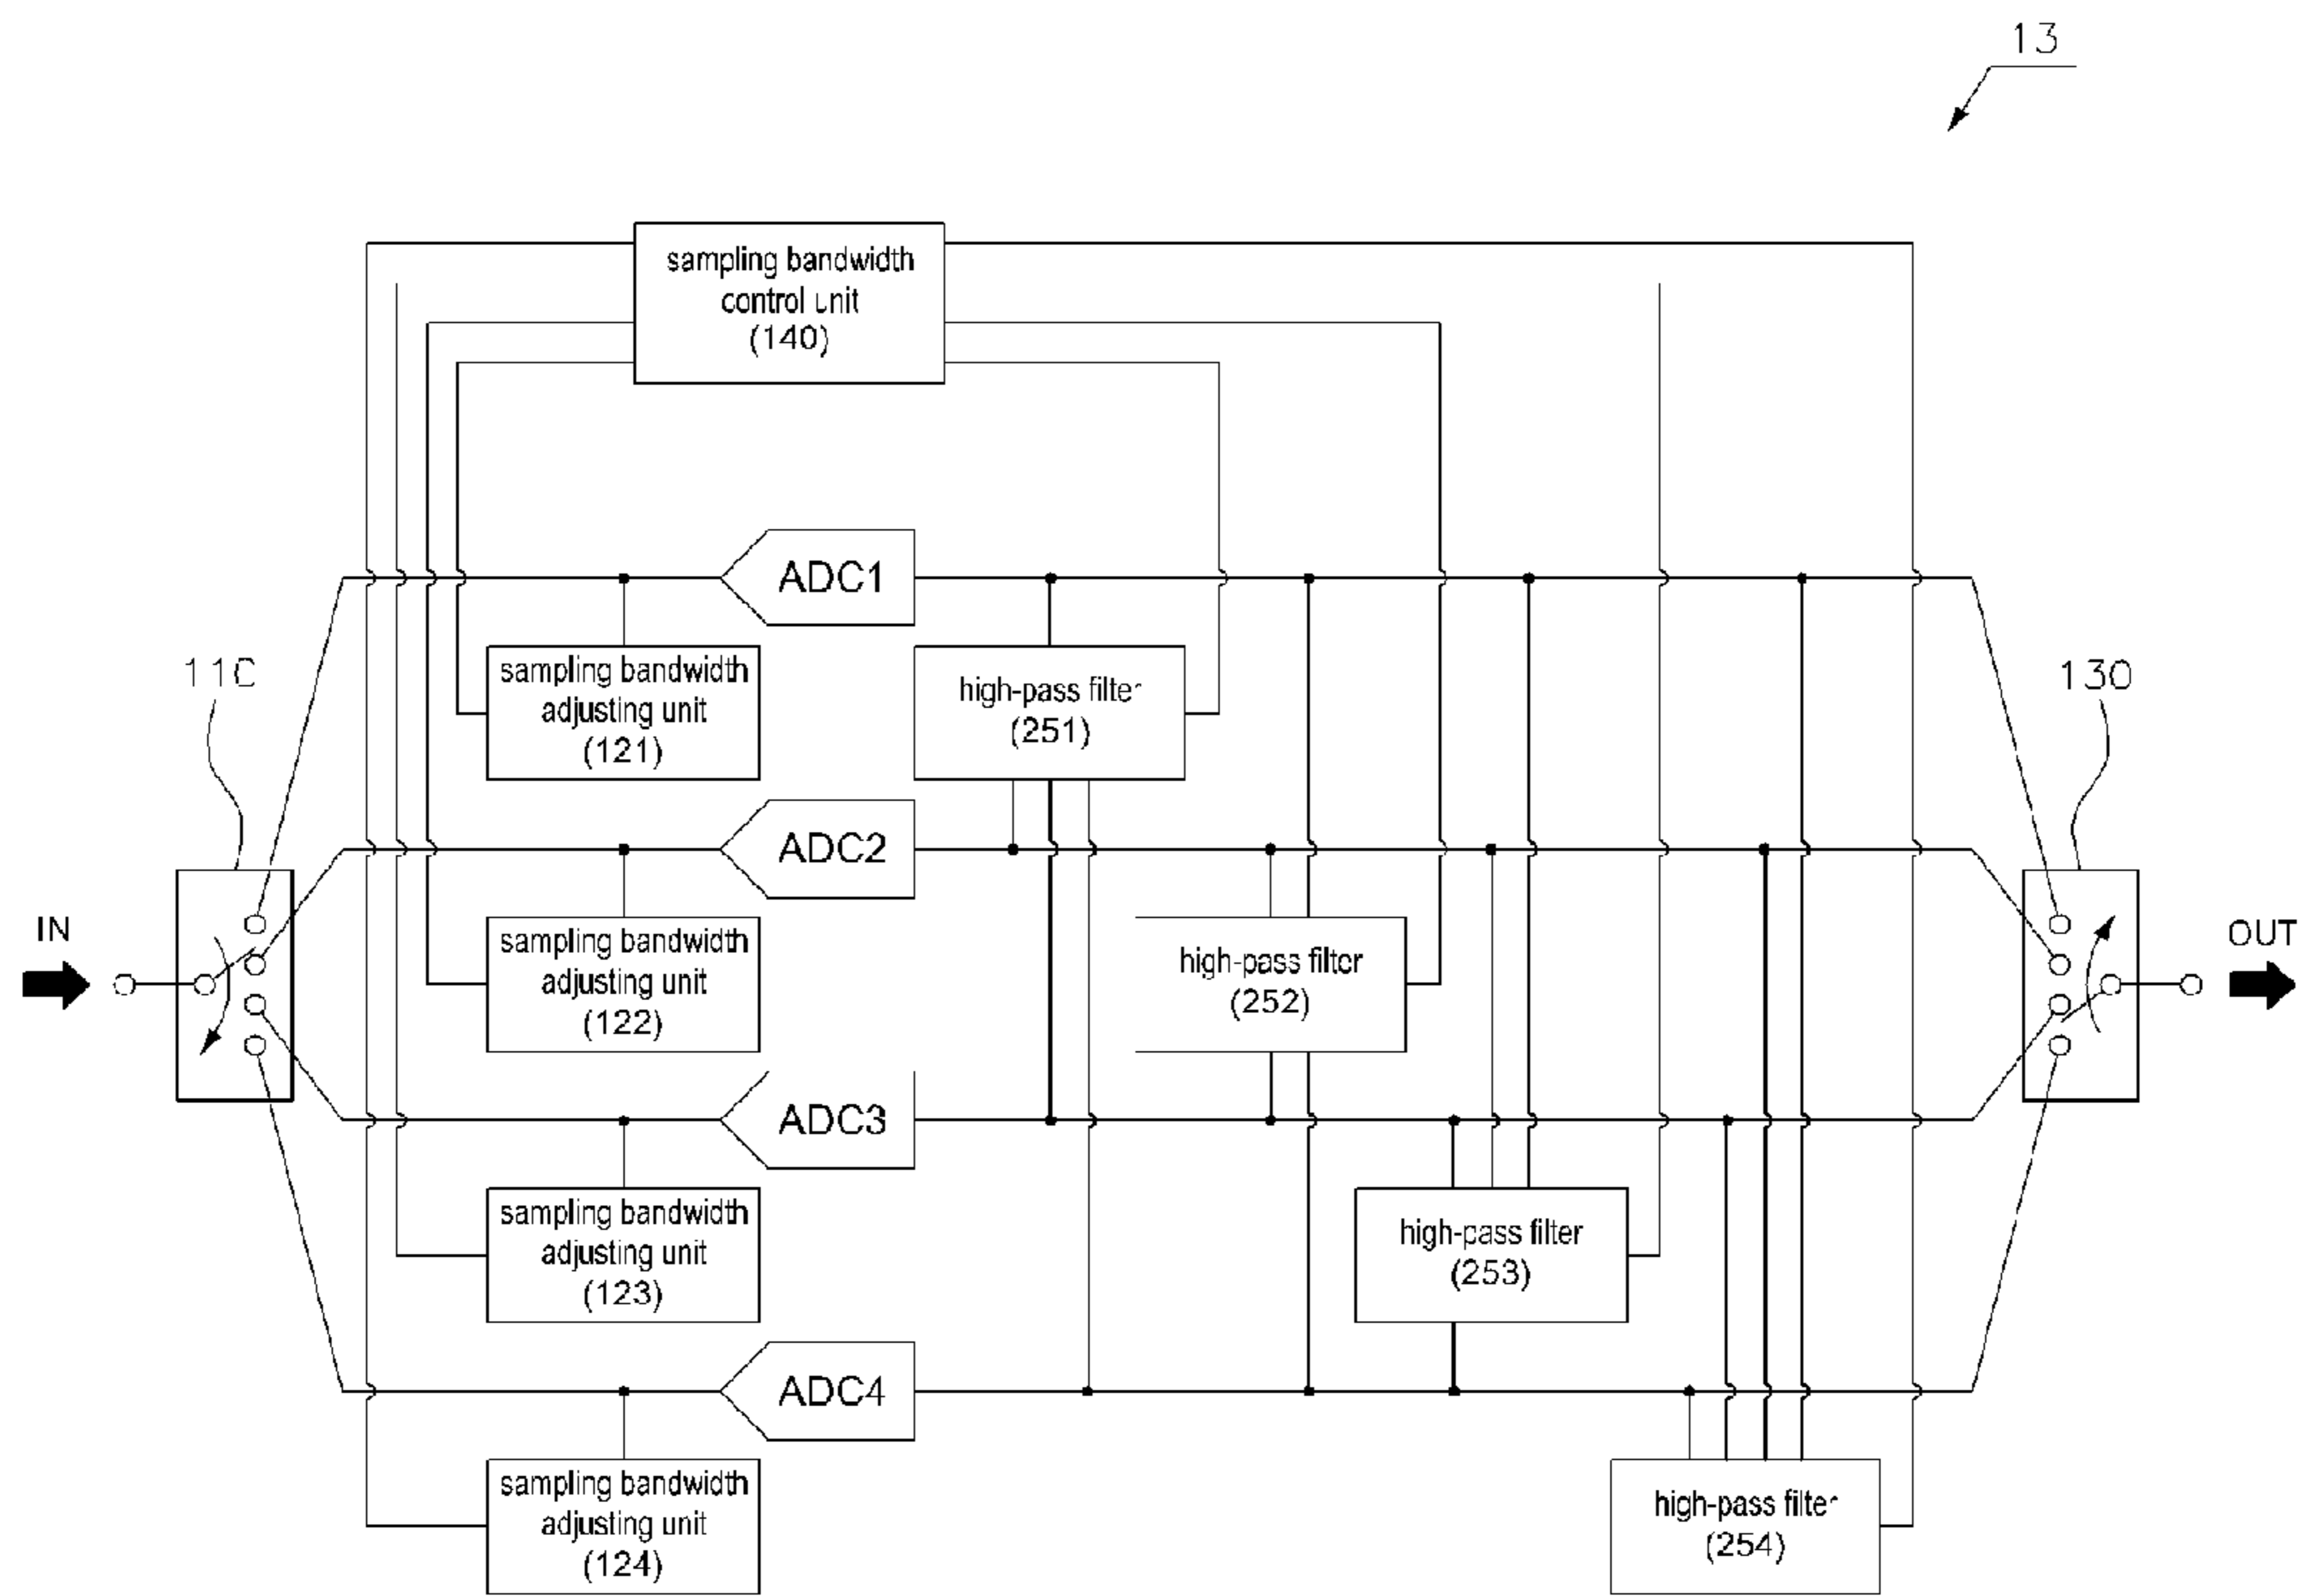 13
sampling bandwidth
control unit
(140)
ADC1
sampling bandwidth
adjusting unit
(121)
high-pass filter
(251)
110
130
ADC2
IN
OUT
sampling bandwidth
adjusting unit
(122)
high-pass filter
(252)
ADC3
sampling bandwidth
adjusting unit
(123)
high-pass filter
(253)
ADC4
sampling bandwidth
adjusting unit
(124)
high-pass filter
(254)